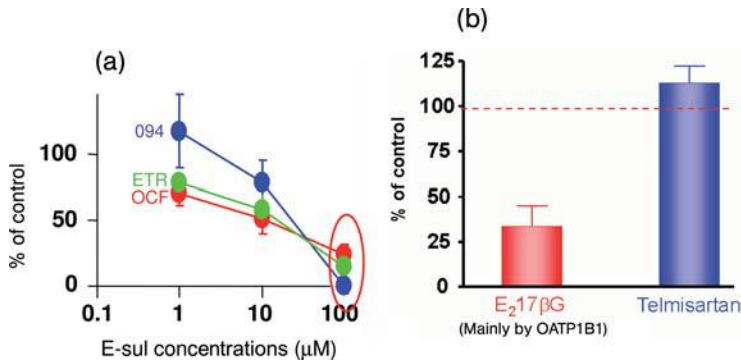 (a)
% of control
100
50
0
094
ETR
OCF
0.1 1 10 100
E-sul concentrations (μM)
(b)
% of control
125
100
75
50
25
0
E₂17βG Telmisartan
(Mainly by OATP1B1)